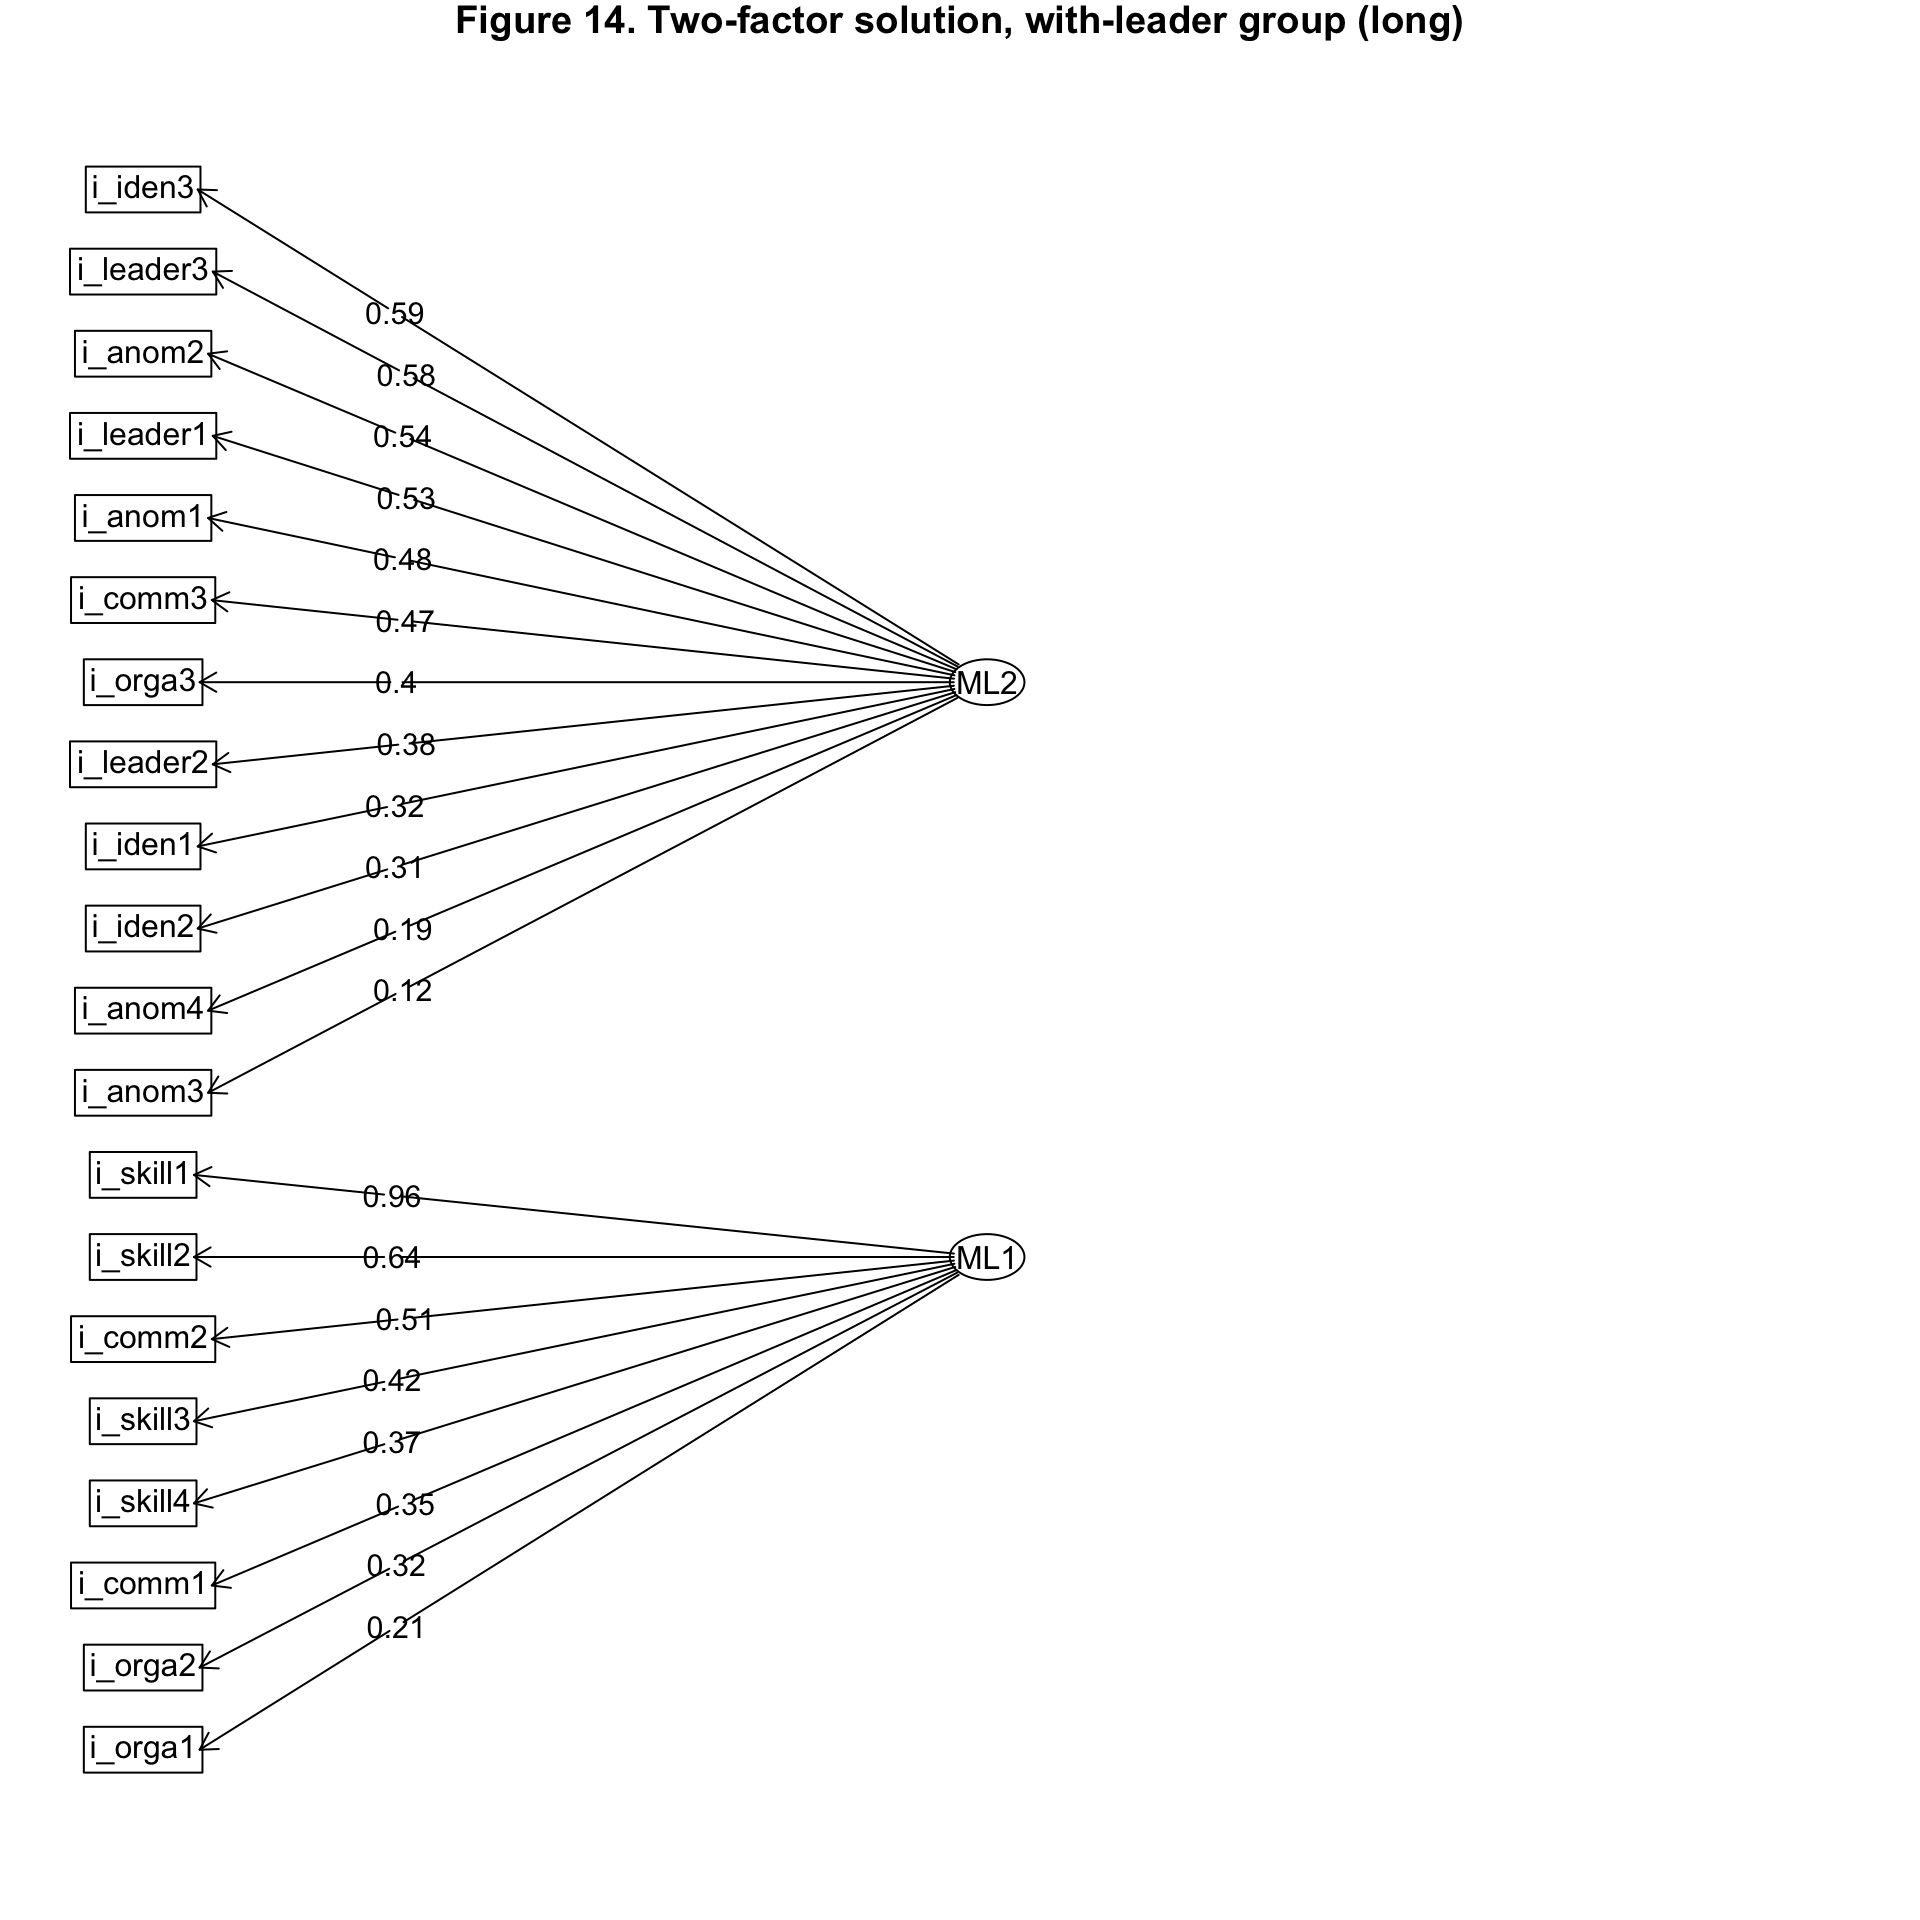 Figure 14. Two-factor solution, with-leader group (long)
i_iden3
0.59
i_leader3
0.58
i_anom2
0.54
i_leader1
0.53
i_anom1
0.48
i_comm3
0.47
i_orga3
0.4
ML2
i_leader2
0.38
i_iden1
0.32
i_iden2
0.31
i_anom4
0.19
i_anom3
0.12
i_skill1
0.96
i_skill2
0.64
ML1
i_comm2
0.51
i_skill3
0.42
i_skill4
0.37
i_comm1
0.35
i_orga2
0.32
i_orga1
0.21